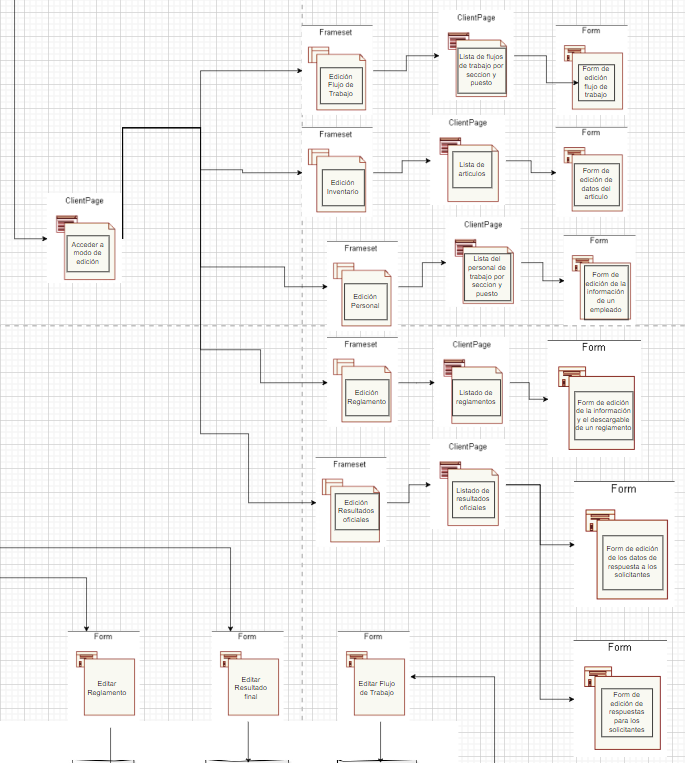 ClientPage
Acceder a
modo de
edición
Frameset
Edición
Flujo de
Trabajo
ClientPage
Lista de flujos
de trabajo por
seccion y
puesto
Form
Form de
edición
flujo de
trabajo
Frameset
Edición
Inventario
ClientPage
Lista de
articulos
Form
Form de
edición de
datos del
articulo
Frameset
Edición
Personal
ClientPage
Lista del
personal de
trabajo por
seccion y
puesto
Form
Form de
edición de la
información
de un
empleado
Frameset
Edición
Reglamento
ClientPage
Listado de
reglamentos
Form
Form de edición
de la información
y el descargable
de un reglamento
Frameset
Edición
Resultados
oficiales
ClientPage
Listado de
resultados
oficiales
Form
Form de edición
de los datos de
respuesta a los
solicitantes
Form
Form de
edición de
respuestas
para los
solicitantes
Form
Editar
Reglamento
Form
Editar
Resultado
final
Form
Editar Flujo
de Trabajo